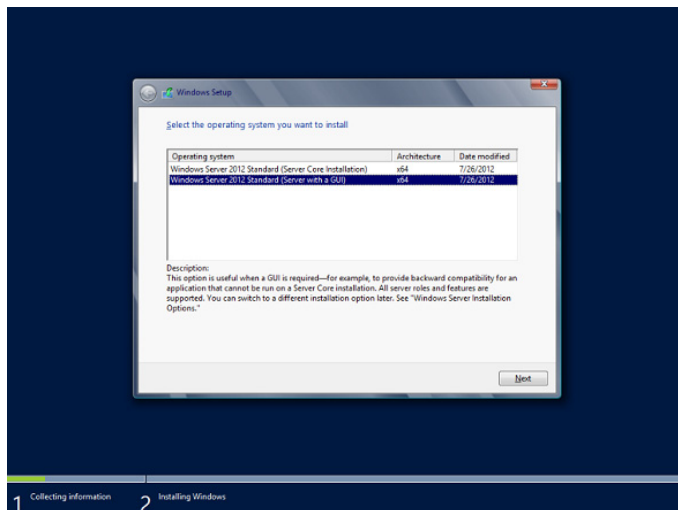 Windows Setup
Select the operating system you want to install
Operating system Architecture Date modified
Windows Server 2012 Standard (Server Core Installation) x64 7/26/2012
Windows Server 2012 Standard (Server with a GUI) x64 7/26/2012
Description:
This option is useful when a GUI is required—for example, to provide backward compatibility for an
application that cannot be run on a Server Core installation. All server roles and features are
supported. You can switch to a different installation option later. See "Windows Server Installation
Options."
Next
1 Collecting information 2 Installing Windows